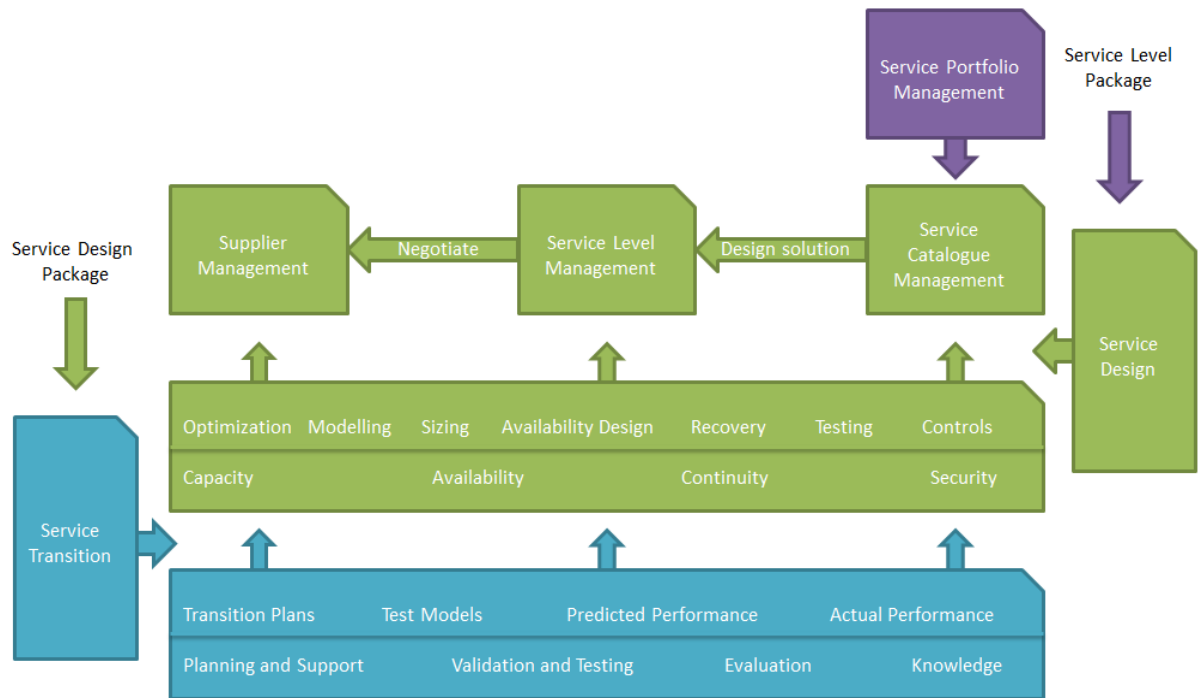 Service Portfolio
Management
Service Level
Package
Service Design
Package
Supplier
Management
Negotiate
Service Level
Management
Design solution
Service
Catalogue
Management
Service
Design
Optimization Modelling Sizing Availability Design Recovery Testing Controls
Capacity Availability Continuity Security
Service
Transition
Transition Plans Test Models Predicted Performance Actual Performance
Planning and Support Validation and Testing Evaluation Knowledge